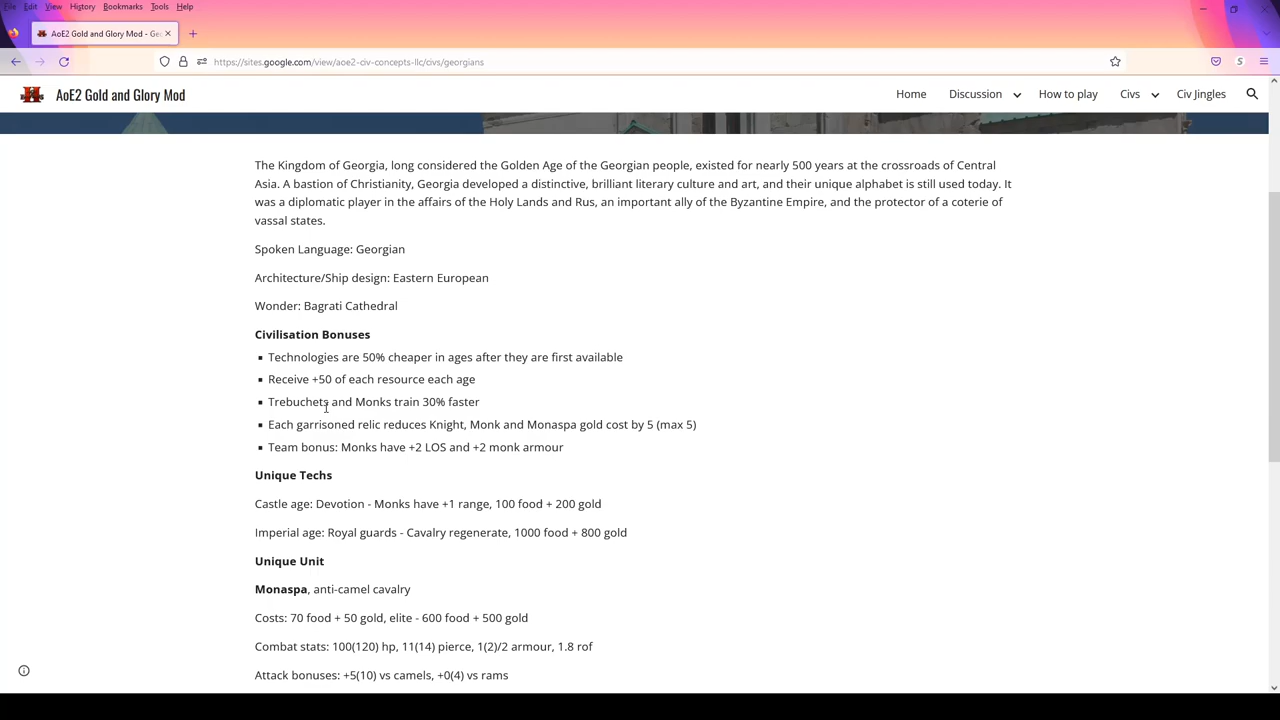 File Edit View History Bookmarks Tools Help
AoE2 Gold and Glory Mod - Geo
https://sites.google.com/view/aoe2-civ-concepts-llc/civs/georgians
AoE2 Gold and Glory Mod
Home Discussion How to play Civs Civ Jingles
The Kingdom of Georgia, long considered the Golden Age of the Georgian people, existed for nearly 500 years at the crossroads of Central
Asia. A bastion of Christianity, Georgia developed a distinctive, brilliant literary culture and art, and their unique alphabet is still used today. It
was a diplomatic player in the affairs of the Holy Lands and Rus, an important ally of the Byzantine Empire, and the protector of a coterie of
vassal states.
Spoken Language: Georgian
Architecture/Ship design: Eastern European
Wonder: Bagrati Cathedral
Civilisation Bonuses
Technologies are 50% cheaper in ages after they are first available
Receive +50 of each resource each age
Trebuchets and Monks train 30% faster
Each garrisoned relic reduces Knight, Monk and Monaspa gold cost by 5 (max 5)
Team bonus: Monks have +2 LOS and +2 monk armour
Unique Techs
Castle age: Devotion - Monks have +1 range, 100 food + 200 gold
Imperial age: Royal guards - Cavalry regenerate, 1000 food + 800 gold
Unique Unit
Monaspa, anti-camel cavalry
Costs: 70 food + 50 gold, elite - 600 food + 500 gold
Combat stats: 100(120) hp, 11(14) pierce, 1(2)/2 armour, 1.8 rof
Attack bonuses: +5(10) vs camels, +0(4) vs rams